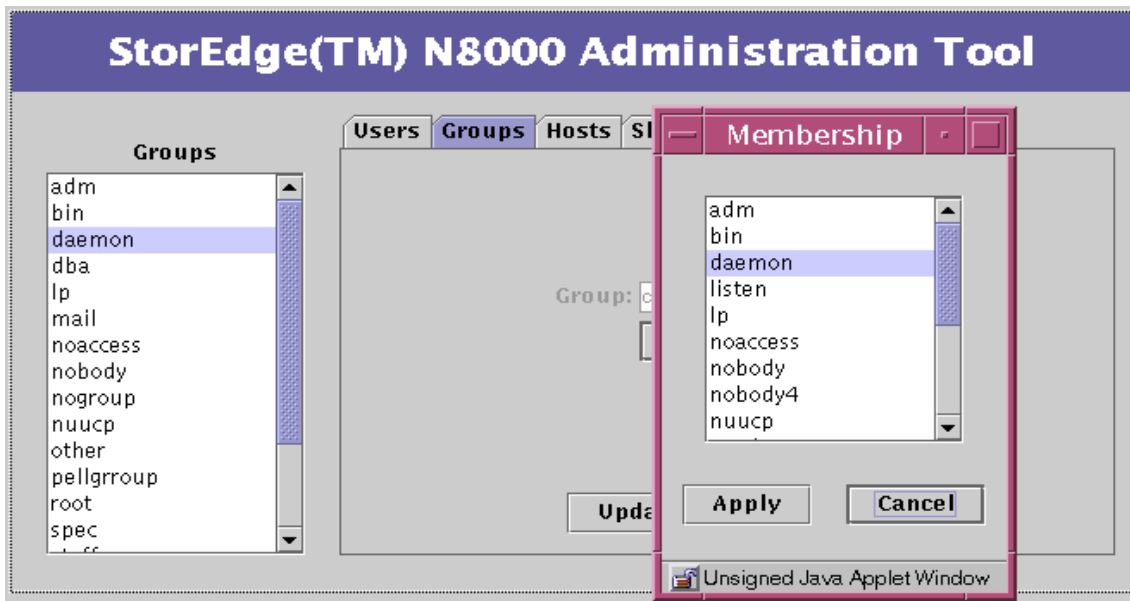 StorEdge(TM) N8000 Administration Tool
Users Groups Hosts
Groups
adm
bin
daemon
dba
lp
mail
noaccess
nobody
nogroup
nuucp
other
pellgrroup
root
spec
Group:
Upda
Membership
adm
bin
daemon
listen
lp
noaccess
nobody
nobody4
nuucp
Apply Cancel
Unsigned Java Applet Window